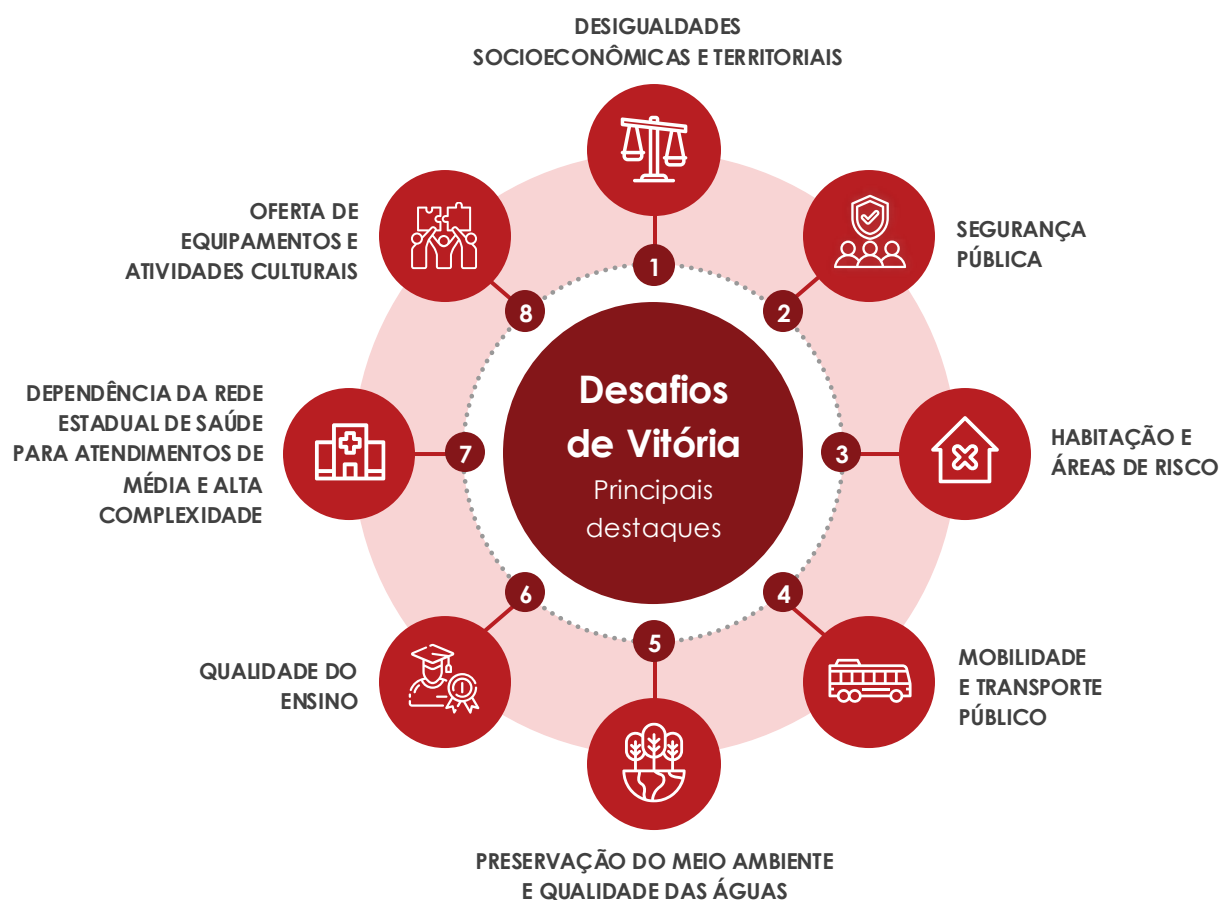 Desafios
de Vitória
Principais
destaques
1
DESIGUALDADES
SOCIOECONÔMICAS E TERRITORIAIS
2
SEGURANÇA
PÚBLICA
3
HABITAÇÃO E
ÁREAS DE RISCO
4
MOBILIDADE
E TRANSPORTE
PÚBLICO
5
PRESERVAÇÃO DO MEIO AMBIENTE
E QUALIDADE DAS ÁGUAS
6
QUALIDADE DO
ENSINO
7
DEPENDÊNCIA DA REDE
ESTADUAL DE SAÚDE
PARA ATENDIMENTOS DE
MÉDIA E ALTA
COMPLEXIDADE
8
OFERTA DE
EQUIPAMENTOS E
ATIVIDADES CULTURAIS